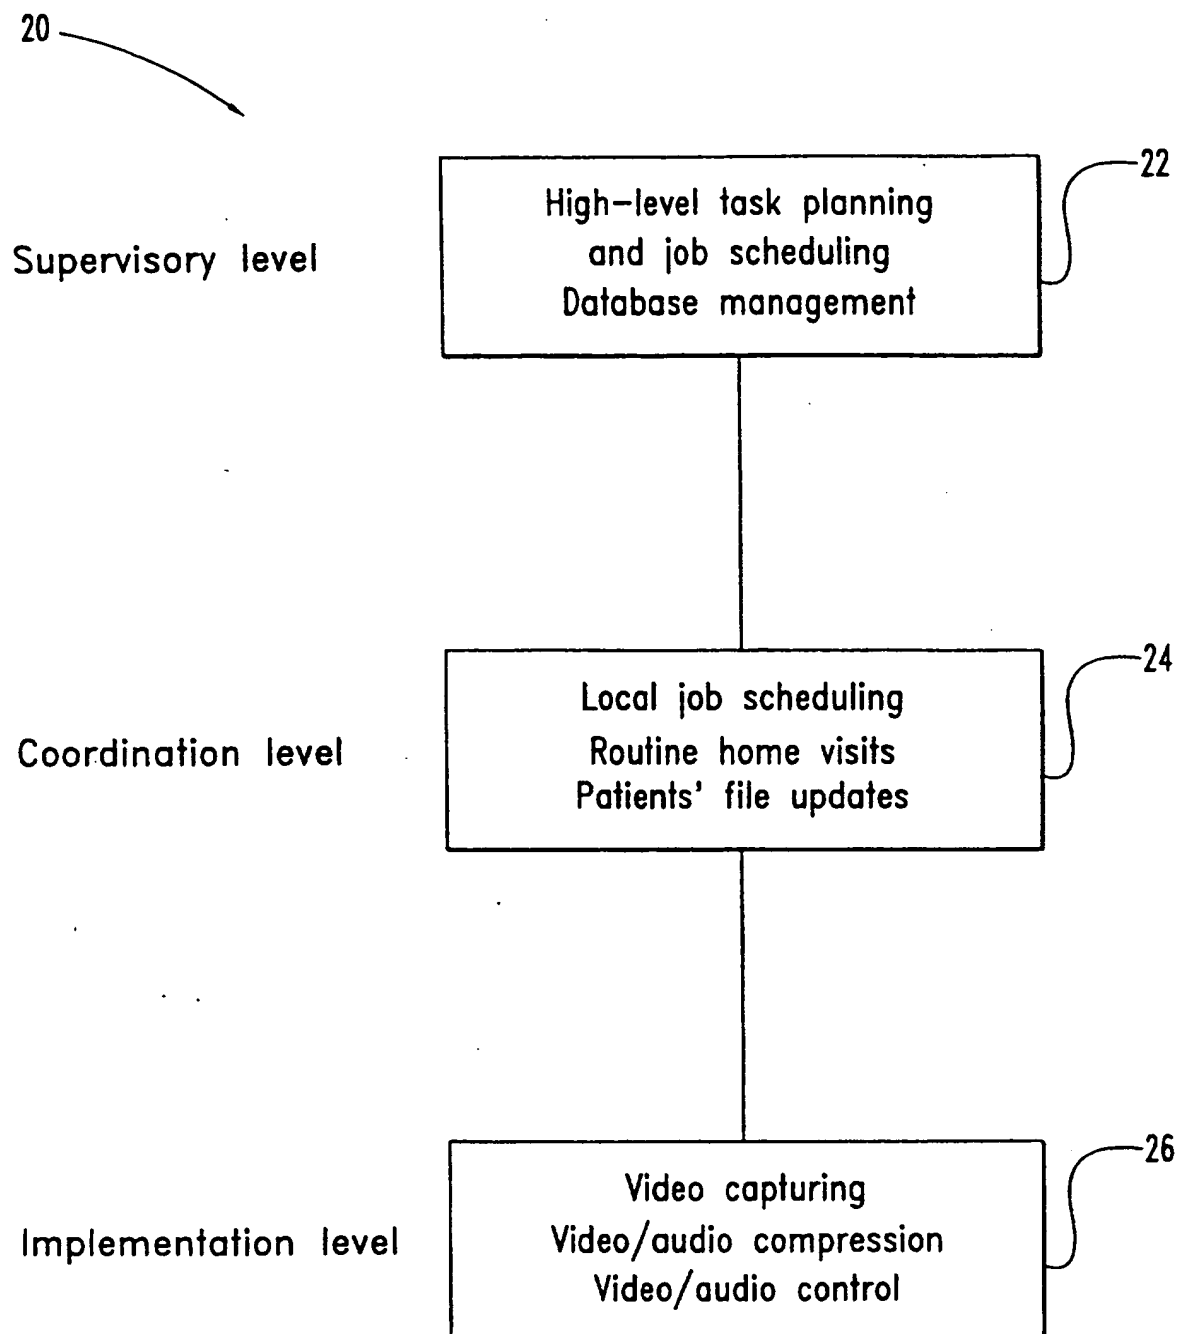 20
22
High-level task planning
and job scheduling
Database management
Supervisory level
24
Local job scheduling
Routine home visits
Patients' file updates
Coordination level
26
Video capturing
Video/audio compression
Video/audio control
Implementation level